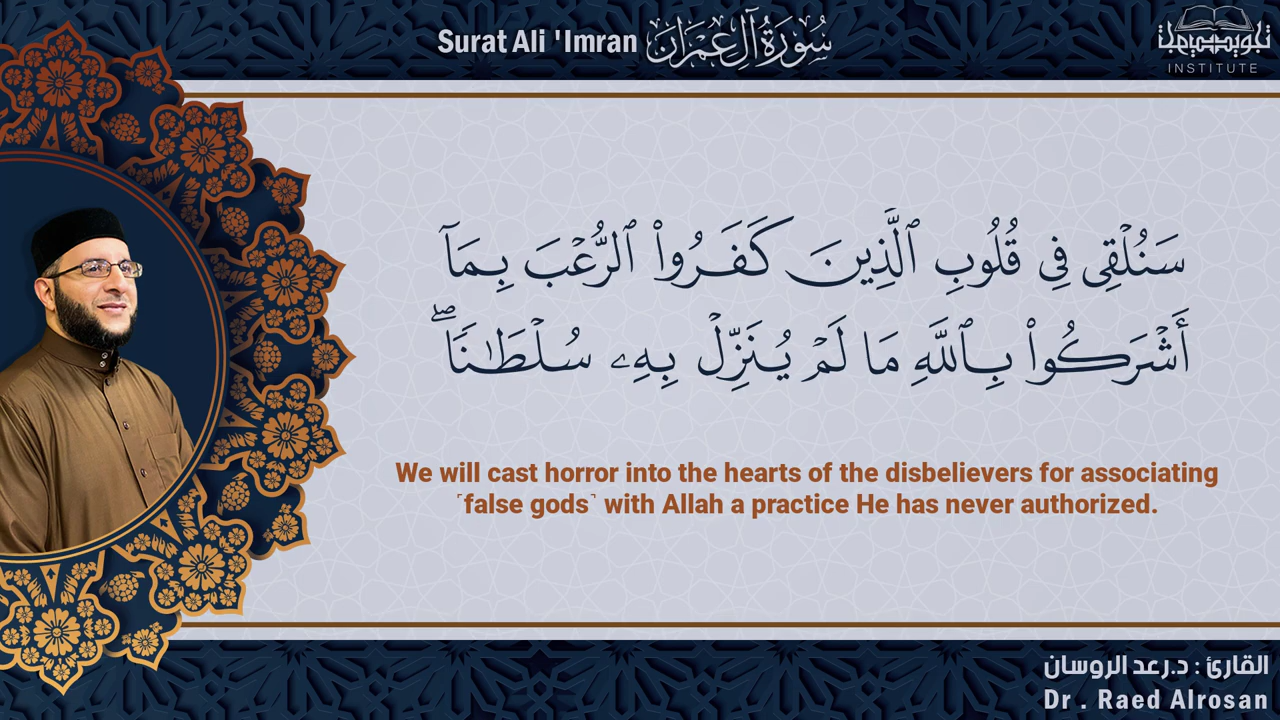 Surat Ali 'Imran سُورَةُ آلِ عِمْرَان
INSTITUTE
سَنُلْقِى فِى قُلُوبِ ٱلَّذِينَ كَفَرُوا۟ ٱلرُّعْبَ بِمَآ
أَشْرَكُوا۟ بِٱللَّهِ مَا لَمْ يُنَزِّلْ بِهِۦ سُلْطَـٰنًا ۖ
We will cast horror into the hearts of the disbelievers for associating
˹false gods˺ with Allah a practice He has never authorized.
القارئ : د.رعد الروسان
Dr . Raed Alrosan